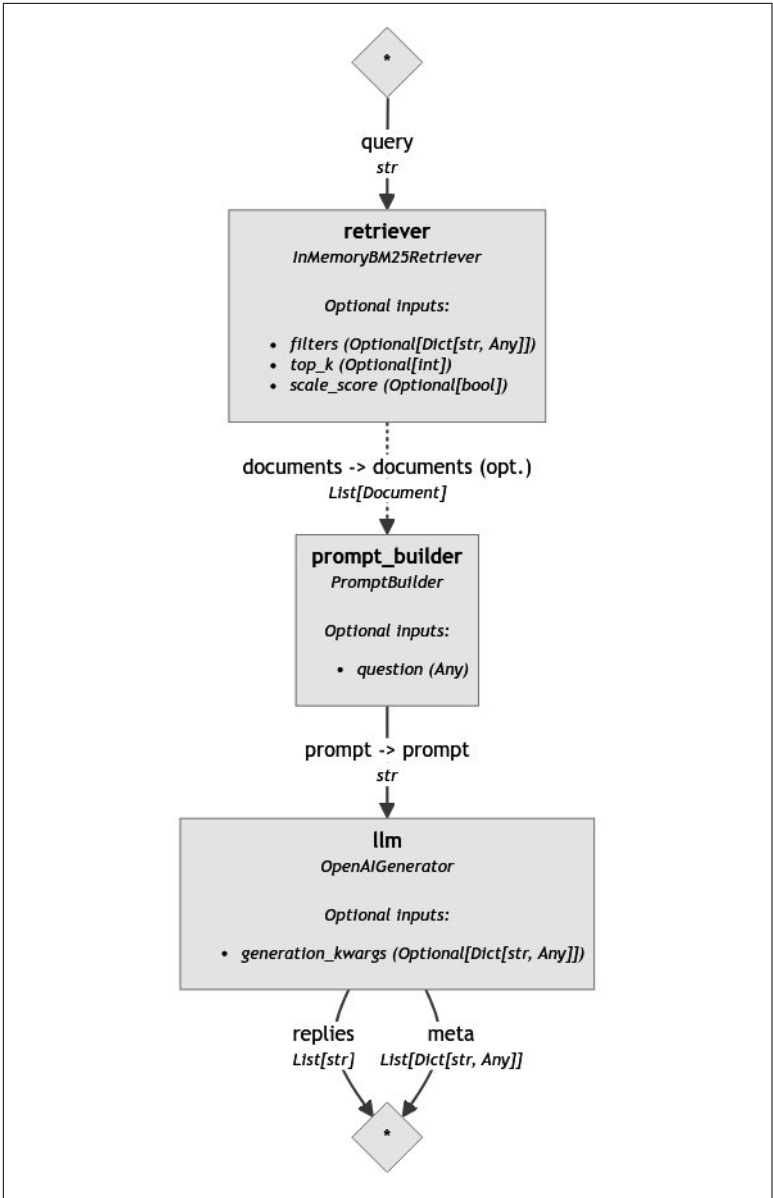 *
query
str
retriever
InMemoryBM25Retriever
Optional inputs:
• filters (Optional[Dict[str, Any]])
• top_k (Optional[int])
• scale_score (Optional[bool])
documents -> documents (opt.)
List[Document]
prompt_builder
PromptBuilder
Optional inputs:
• question (Any)
prompt -> prompt
str
llm
OpenAIGenerator
Optional inputs:
• generation_kwargs (Optional[Dict[str, Any]])
replies
List[str]
meta
List[Dict[str, Any]]
*